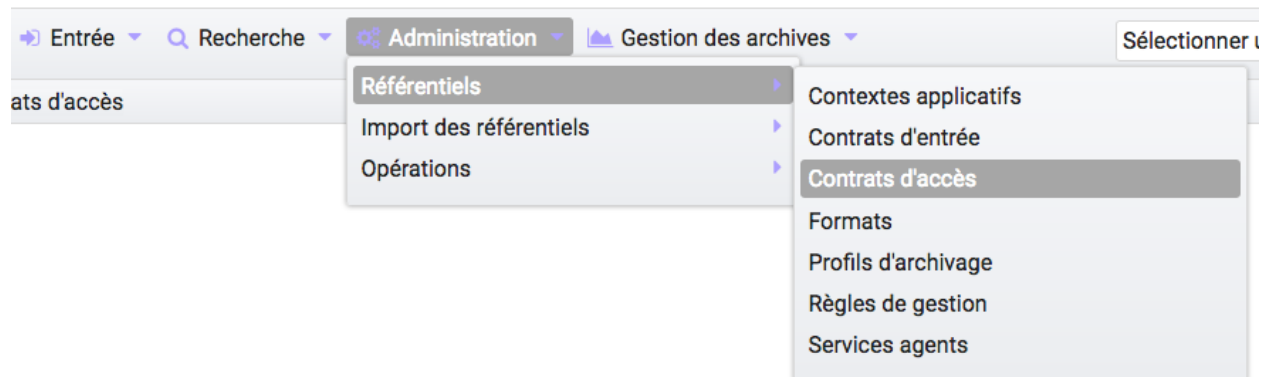 Entrée Recherche Administration Gestion des archives Sélectionner
ats d'accès
Référentiels
Import des référentiels
Opérations
Contextes applicatifs
Contrats d'entrée
Contrats d'accès
Formats
Profils d'archivage
Règles de gestion
Services agents